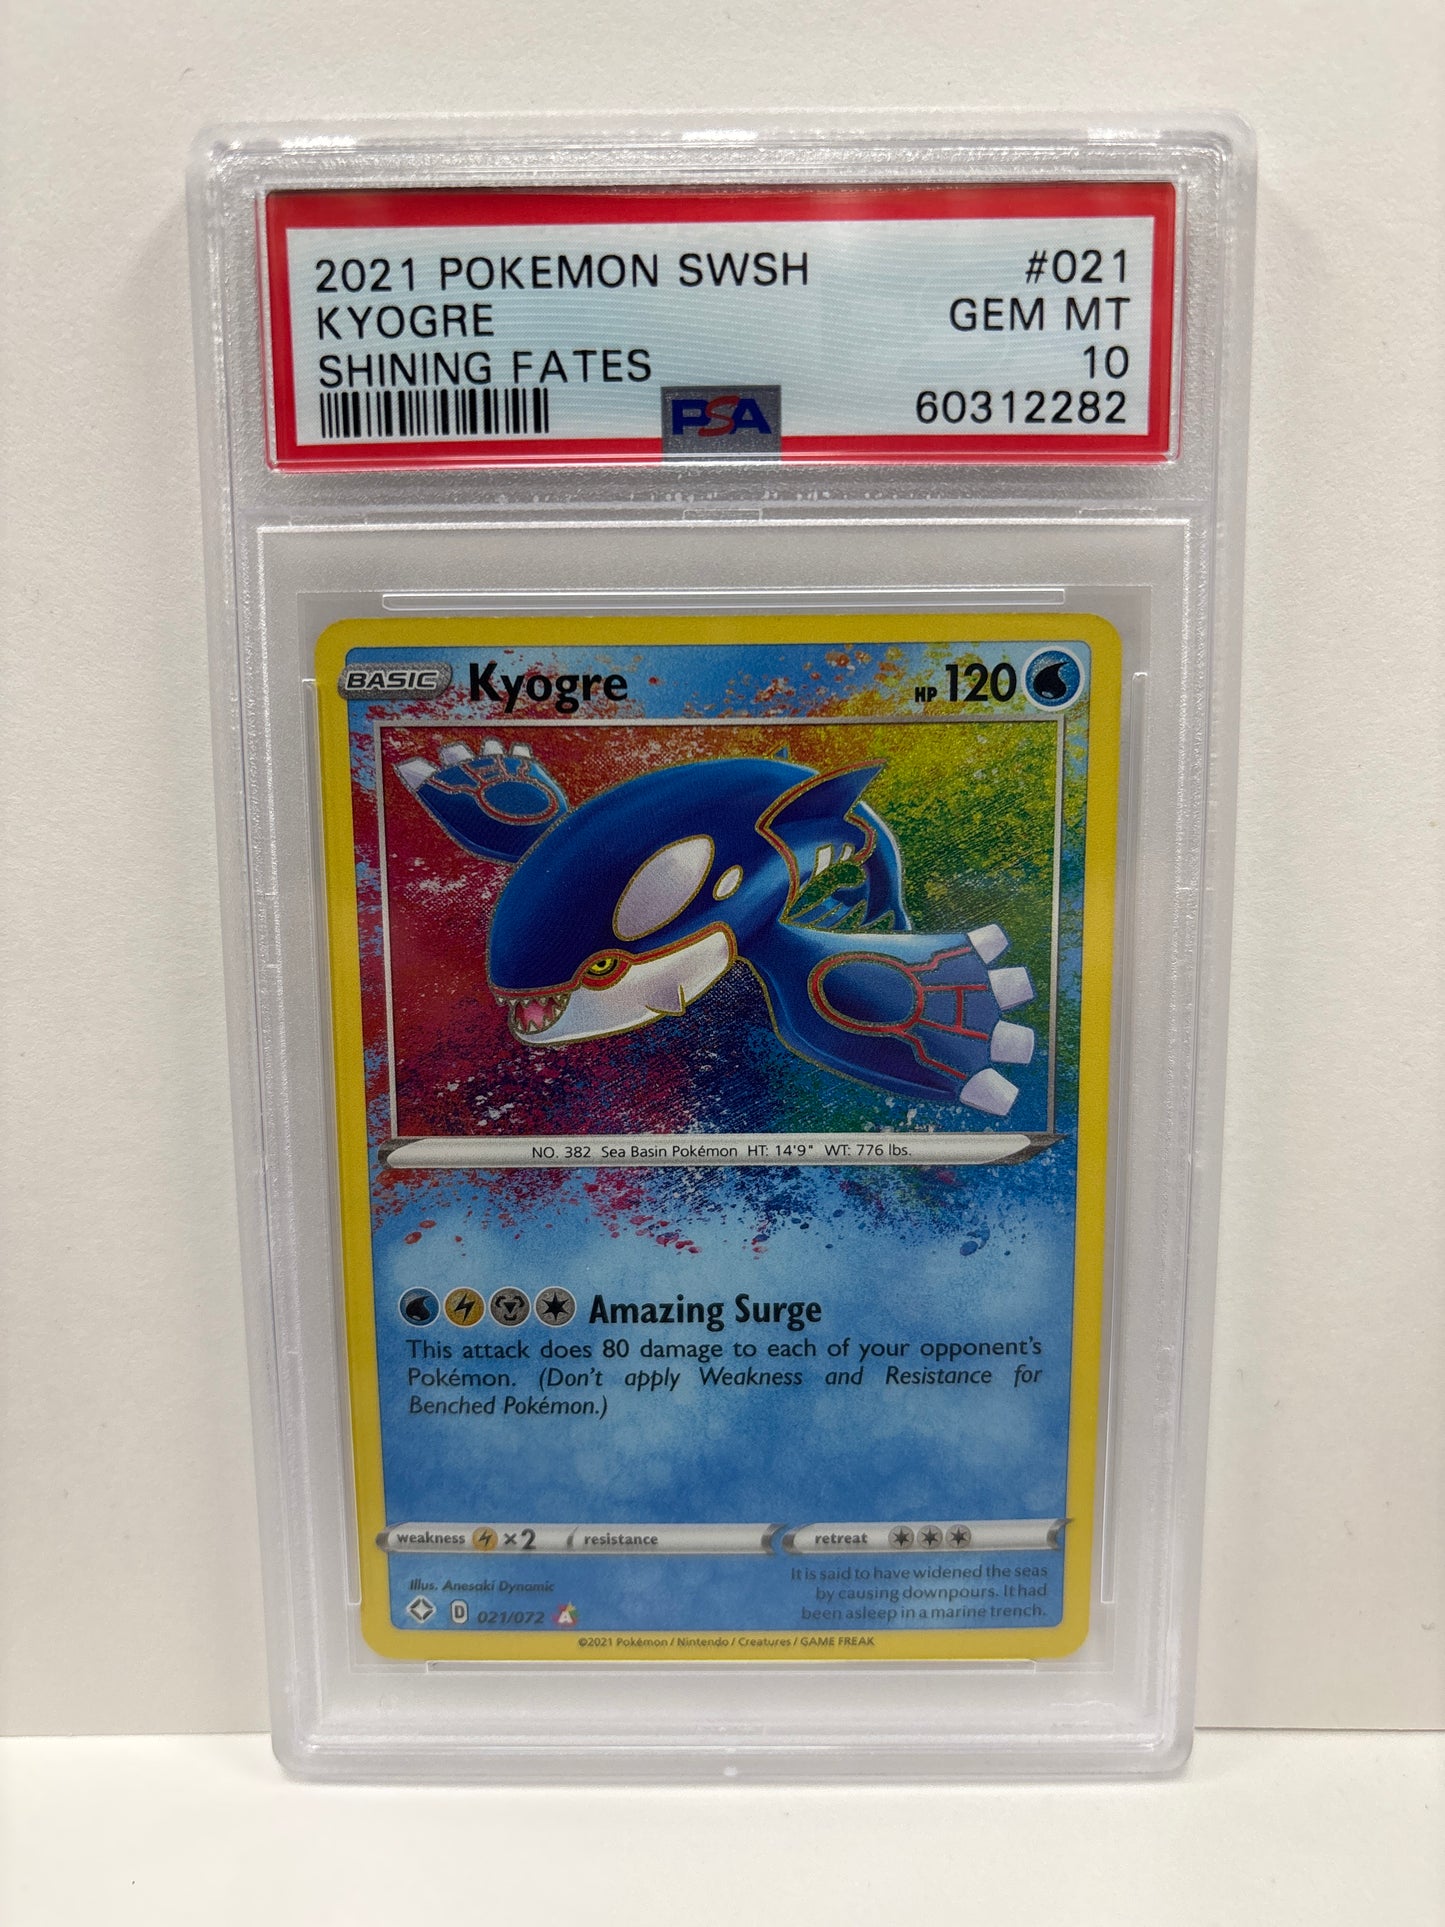 2021 POKEMON SWSH #021
KYOGRE GEM MT
SHINING FATES 10
PSA 60312282
BASIC Kyogre HP 120
NO. 382 Sea Basin Pokémon HT: 14'9" WT: 776 lbs.
Amazing Surge
This attack does 80 damage to each of your opponent's
Pokémon. (Don't apply Weakness and Resistance for
Benched Pokémon.)
weakness ×2 resistance retreat
It is said to have widened the seas
by causing downpours. It had
been asleep in a marine trench.
Illus. Anesaki Dynamic
D 021/072 A
©2021 Pokémon / Nintendo / Creatures / GAME FREAK